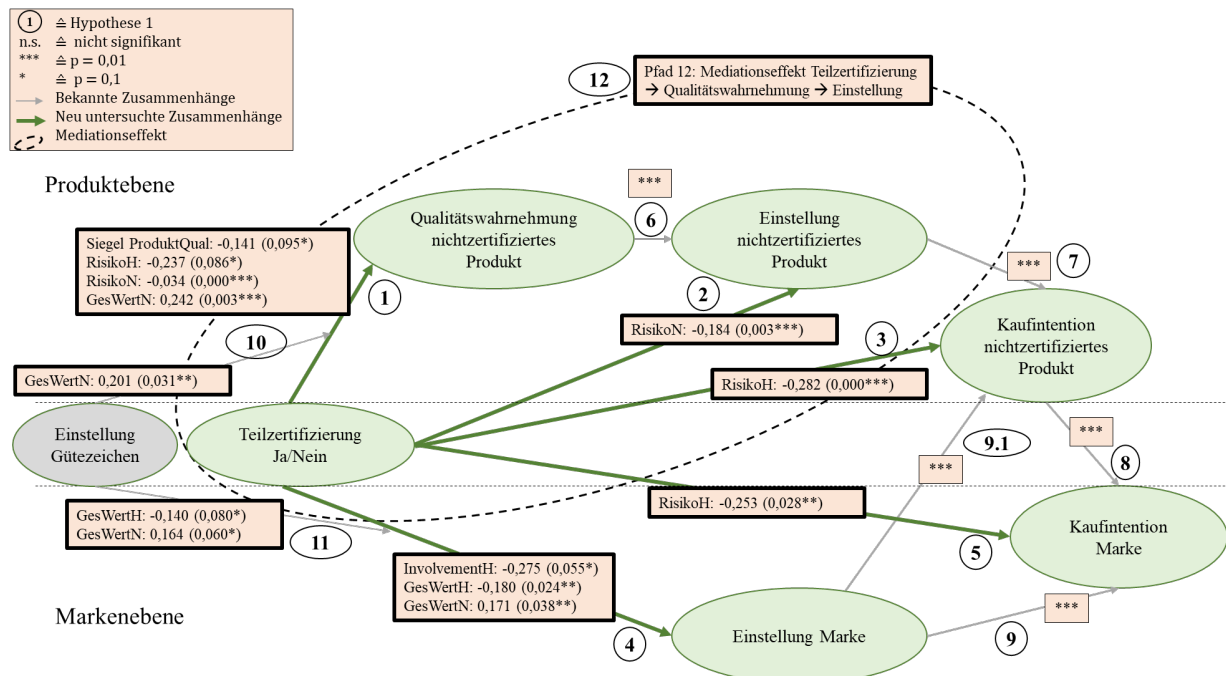 1 ≙ Hypothese 1
n.s. ≙ nicht signifikant
*** ≙ p = 0,01
* ≙ p = 0,1
Bekannte Zusammenhänge
Neu untersuchte Zusammenhänge
Mediationseffekt
12
Pfad 12: Mediationseffekt Teilzertifizierung
→ Qualitätswahrnehmung → Einstellung
Produktebene
Qualitätswahrnehmung
nichtzertifiziertes
Produkt
***
6
Einstellung
nichtzertifiziertes
Produkt
Siegel ProduktQual: -0,141 (0,095*)
RisikoH: -0,237 (0,086*)
RisikoN: -0,034 (0,000***)
GesWertN: 0,242 (0,003***)
1
2
***
7
10
RisikoN: -0,184 (0,003***)
3
Kaufintention
nichtzertifiziertes
Produkt
GesWertN: 0,201 (0,031**)
RisikoH: -0,282 (0,000***)
Einstellung
Gütezeichen
Teilzertifizierung
Ja/Nein
***
9.1
***
8
GesWertH: -0,140 (0,080*)
GesWertN: 0,164 (0,060*)
11
RisikoH: -0,253 (0,028**)
5
Kaufintention
Marke
InvolvementH: -0,275 (0,055*)
GesWertH: -0,180 (0,024**)
GesWertN: 0,171 (0,038**)
Markenebene
4
Einstellung Marke
***
9